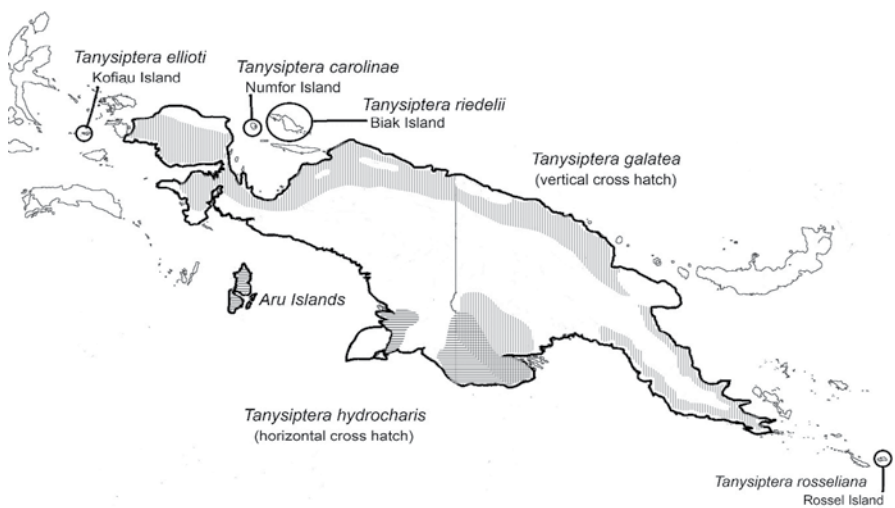 Tanysiptera ellioti
Kofiau Island
Tanysiptera carolinae
Numfor Island
Tanysiptera riedelii
Biak Island
Tanysiptera galatea
(vertical cross hatch)
Aru Islands
Tanysiptera hydrocharis
(horizontal cross hatch)
Tanysiptera rosseliana
Rossel Island